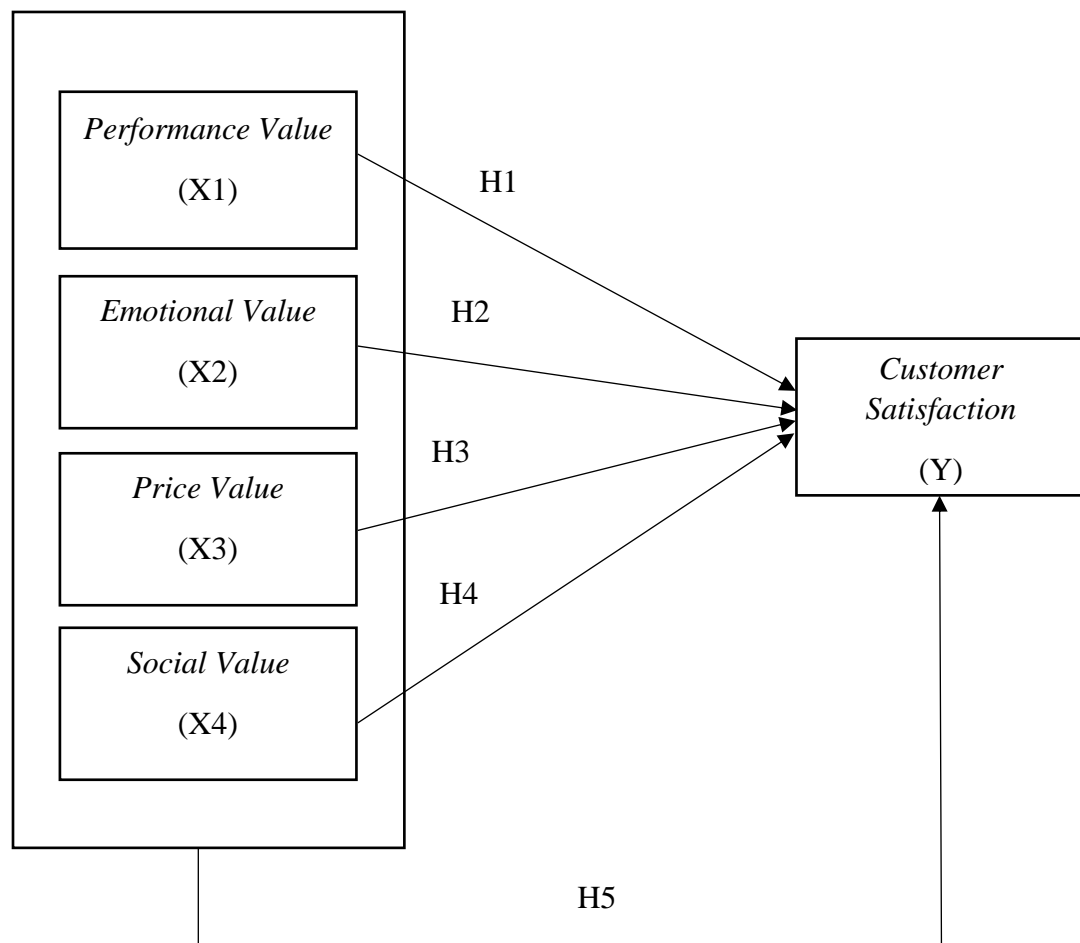 Performance Value
(X1)
H1
Emotional Value
(X2)
H2
Customer
Satisfaction
(Y)
Price Value
(X3)
H3
Social Value
(X4)
H4
H5